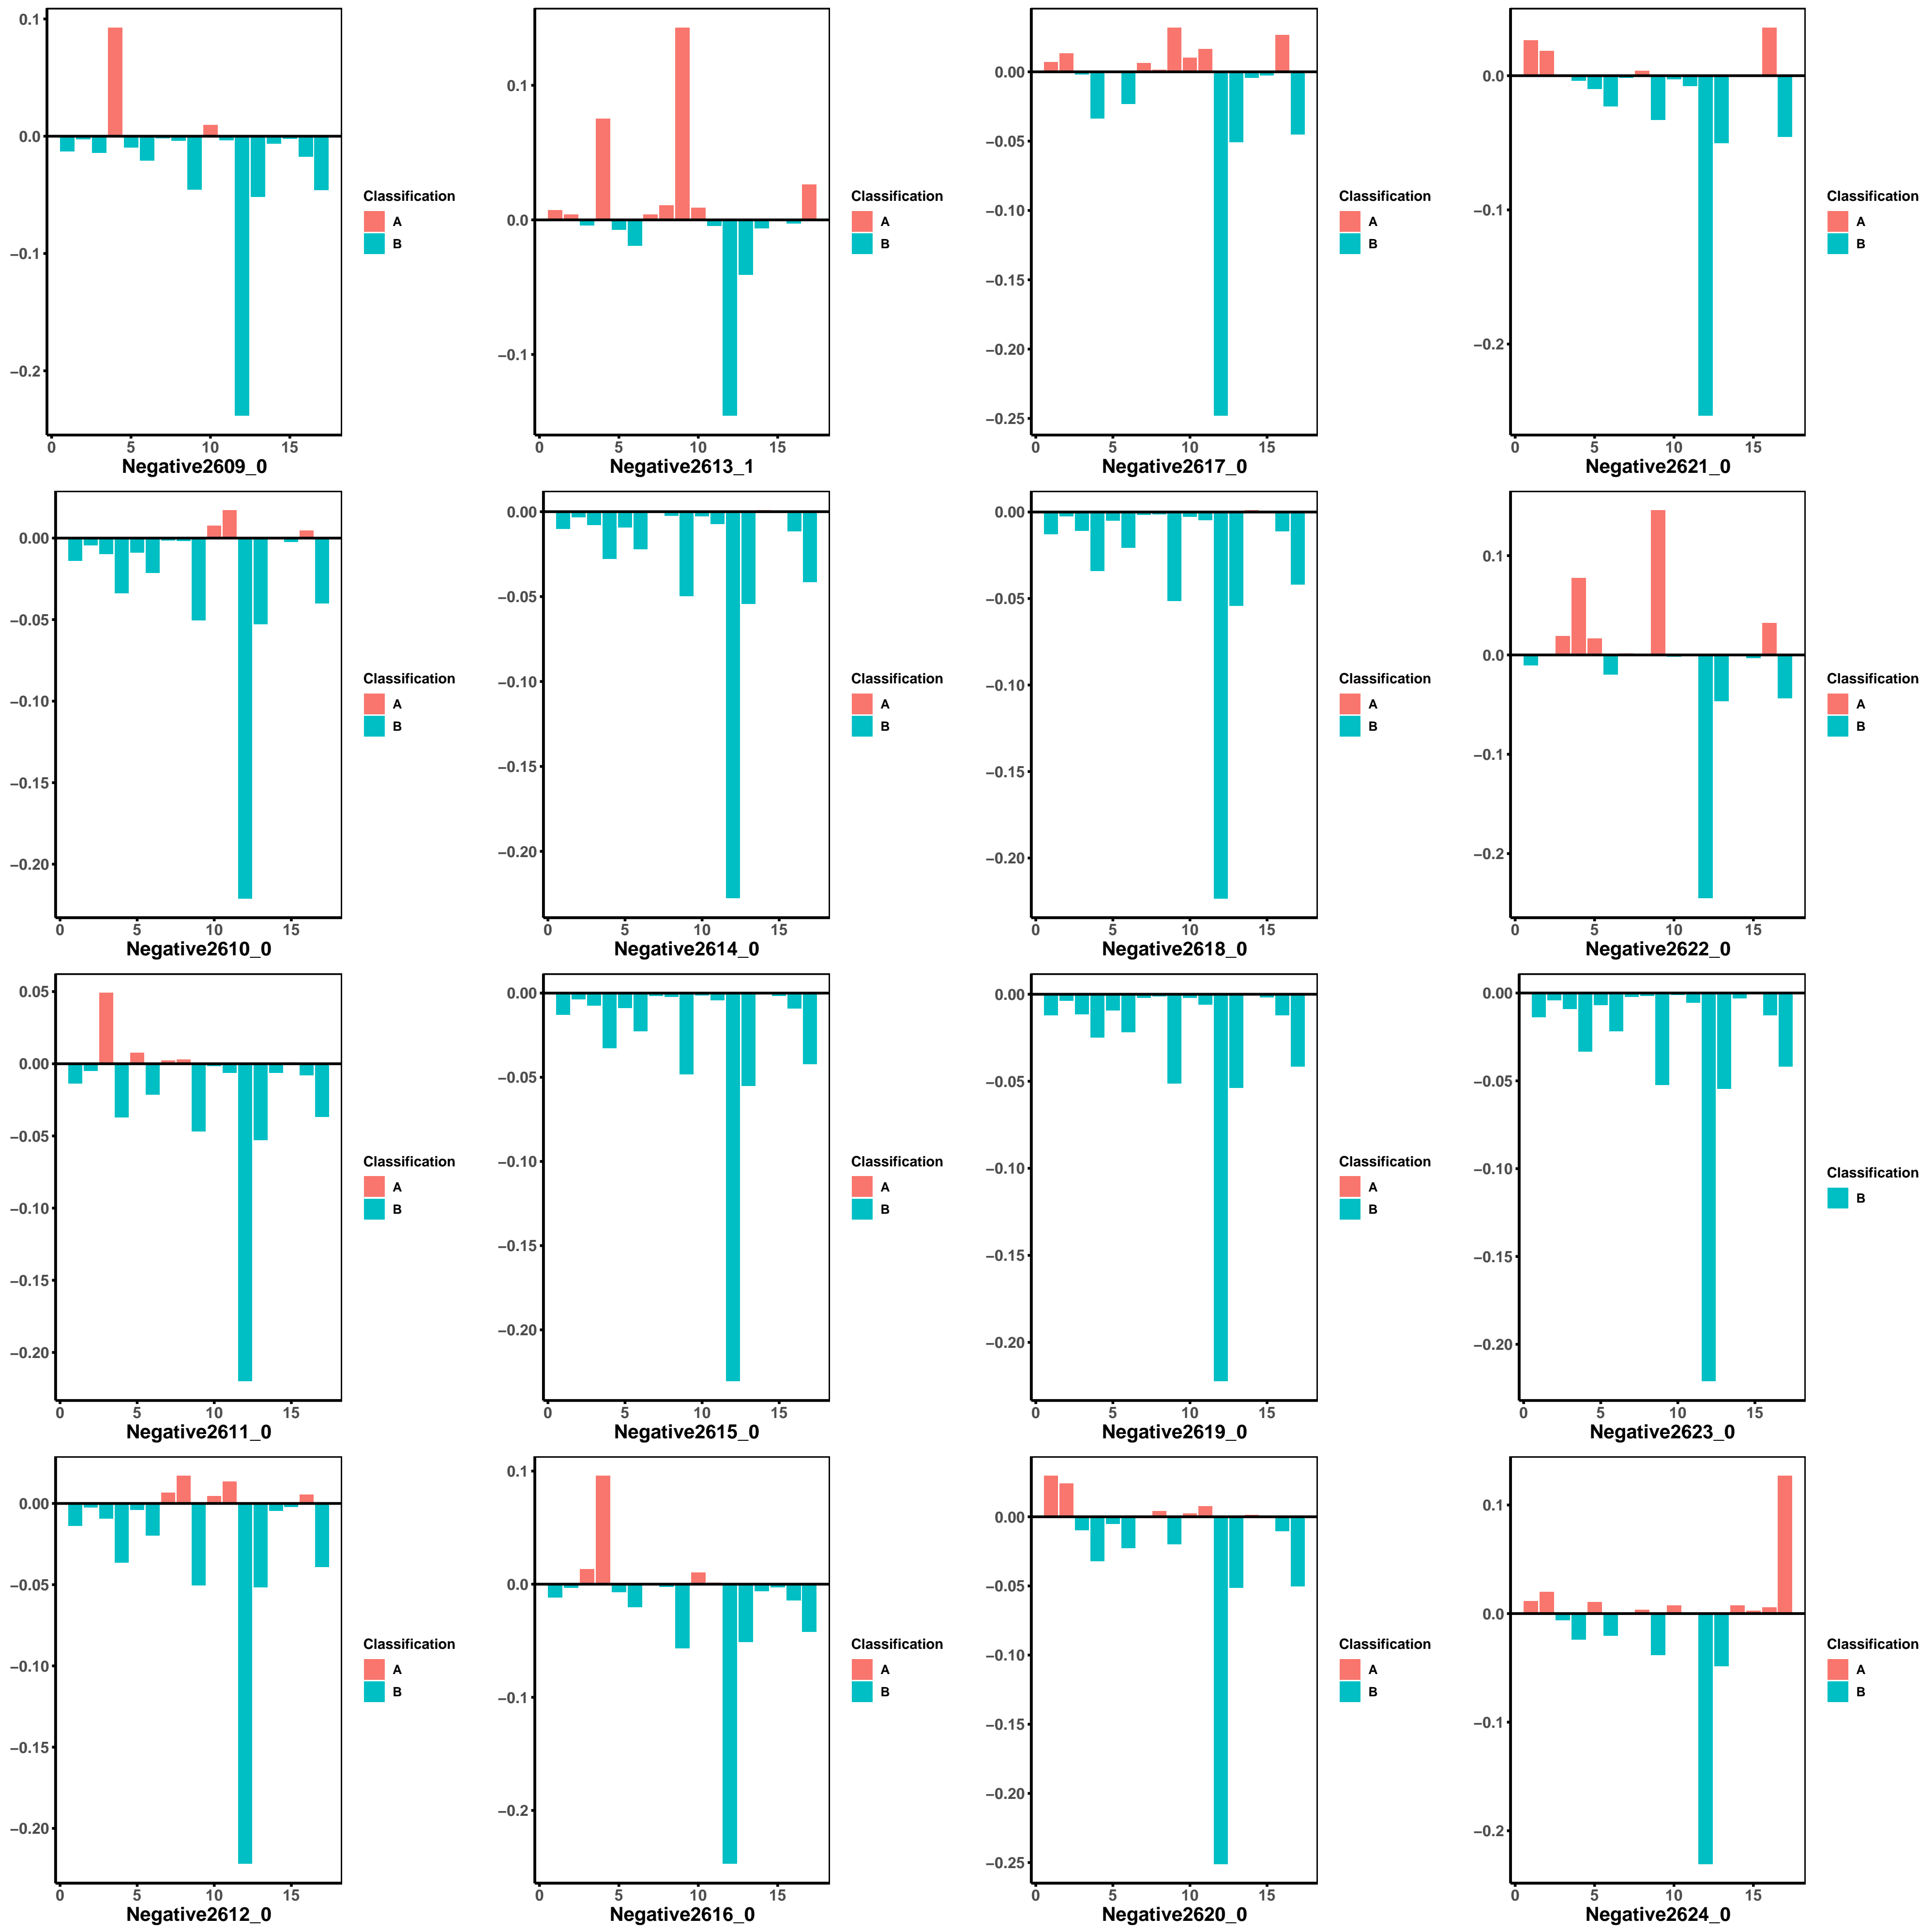 0.1
0.0
−0.1
−0.2
0 5 10 15
Negative2609_0
Classification
A
B
0.1
0.0
−0.1
0 5 10 15
Negative2613_1
Classification
A
B
0.00
−0.05
−0.10
−0.15
−0.20
−0.25
0 5 10 15
Negative2617_0
Classification
A
B
0.0
−0.1
−0.2
0 5 10 15
Negative2621_0
Classification
A
B
0.00
−0.05
−0.10
−0.15
−0.20
0 5 10 15
Negative2610_0
Classification
A
B
0.00
−0.05
−0.10
−0.15
−0.20
0 5 10 15
Negative2614_0
Classification
A
B
0.00
−0.05
−0.10
−0.15
−0.20
0 5 10 15
Negative2618_0
Classification
A
B
0.1
0.0
−0.1
−0.2
0 5 10 15
Negative2622_0
Classification
A
B
0.05
0.00
−0.05
−0.10
−0.15
−0.20
0 5 10 15
Negative2611_0
Classification
A
B
0.00
−0.05
−0.10
−0.15
−0.20
0 5 10 15
Negative2615_0
Classification
A
B
0.00
−0.05
−0.10
−0.15
−0.20
0 5 10 15
Negative2619_0
Classification
A
B
0.00
−0.05
−0.10
−0.15
−0.20
0 5 10 15
Negative2623_0
Classification
B
0.00
−0.05
−0.10
−0.15
−0.20
0 5 10 15
Negative2612_0
Classification
A
B
0.1
0.0
−0.1
−0.2
0 5 10 15
Negative2616_0
Classification
A
B
0.00
−0.05
−0.10
−0.15
−0.20
−0.25
0 5 10 15
Negative2620_0
Classification
A
B
0.1
0.0
−0.1
−0.2
0 5 10 15
Negative2624_0
Classification
A
B